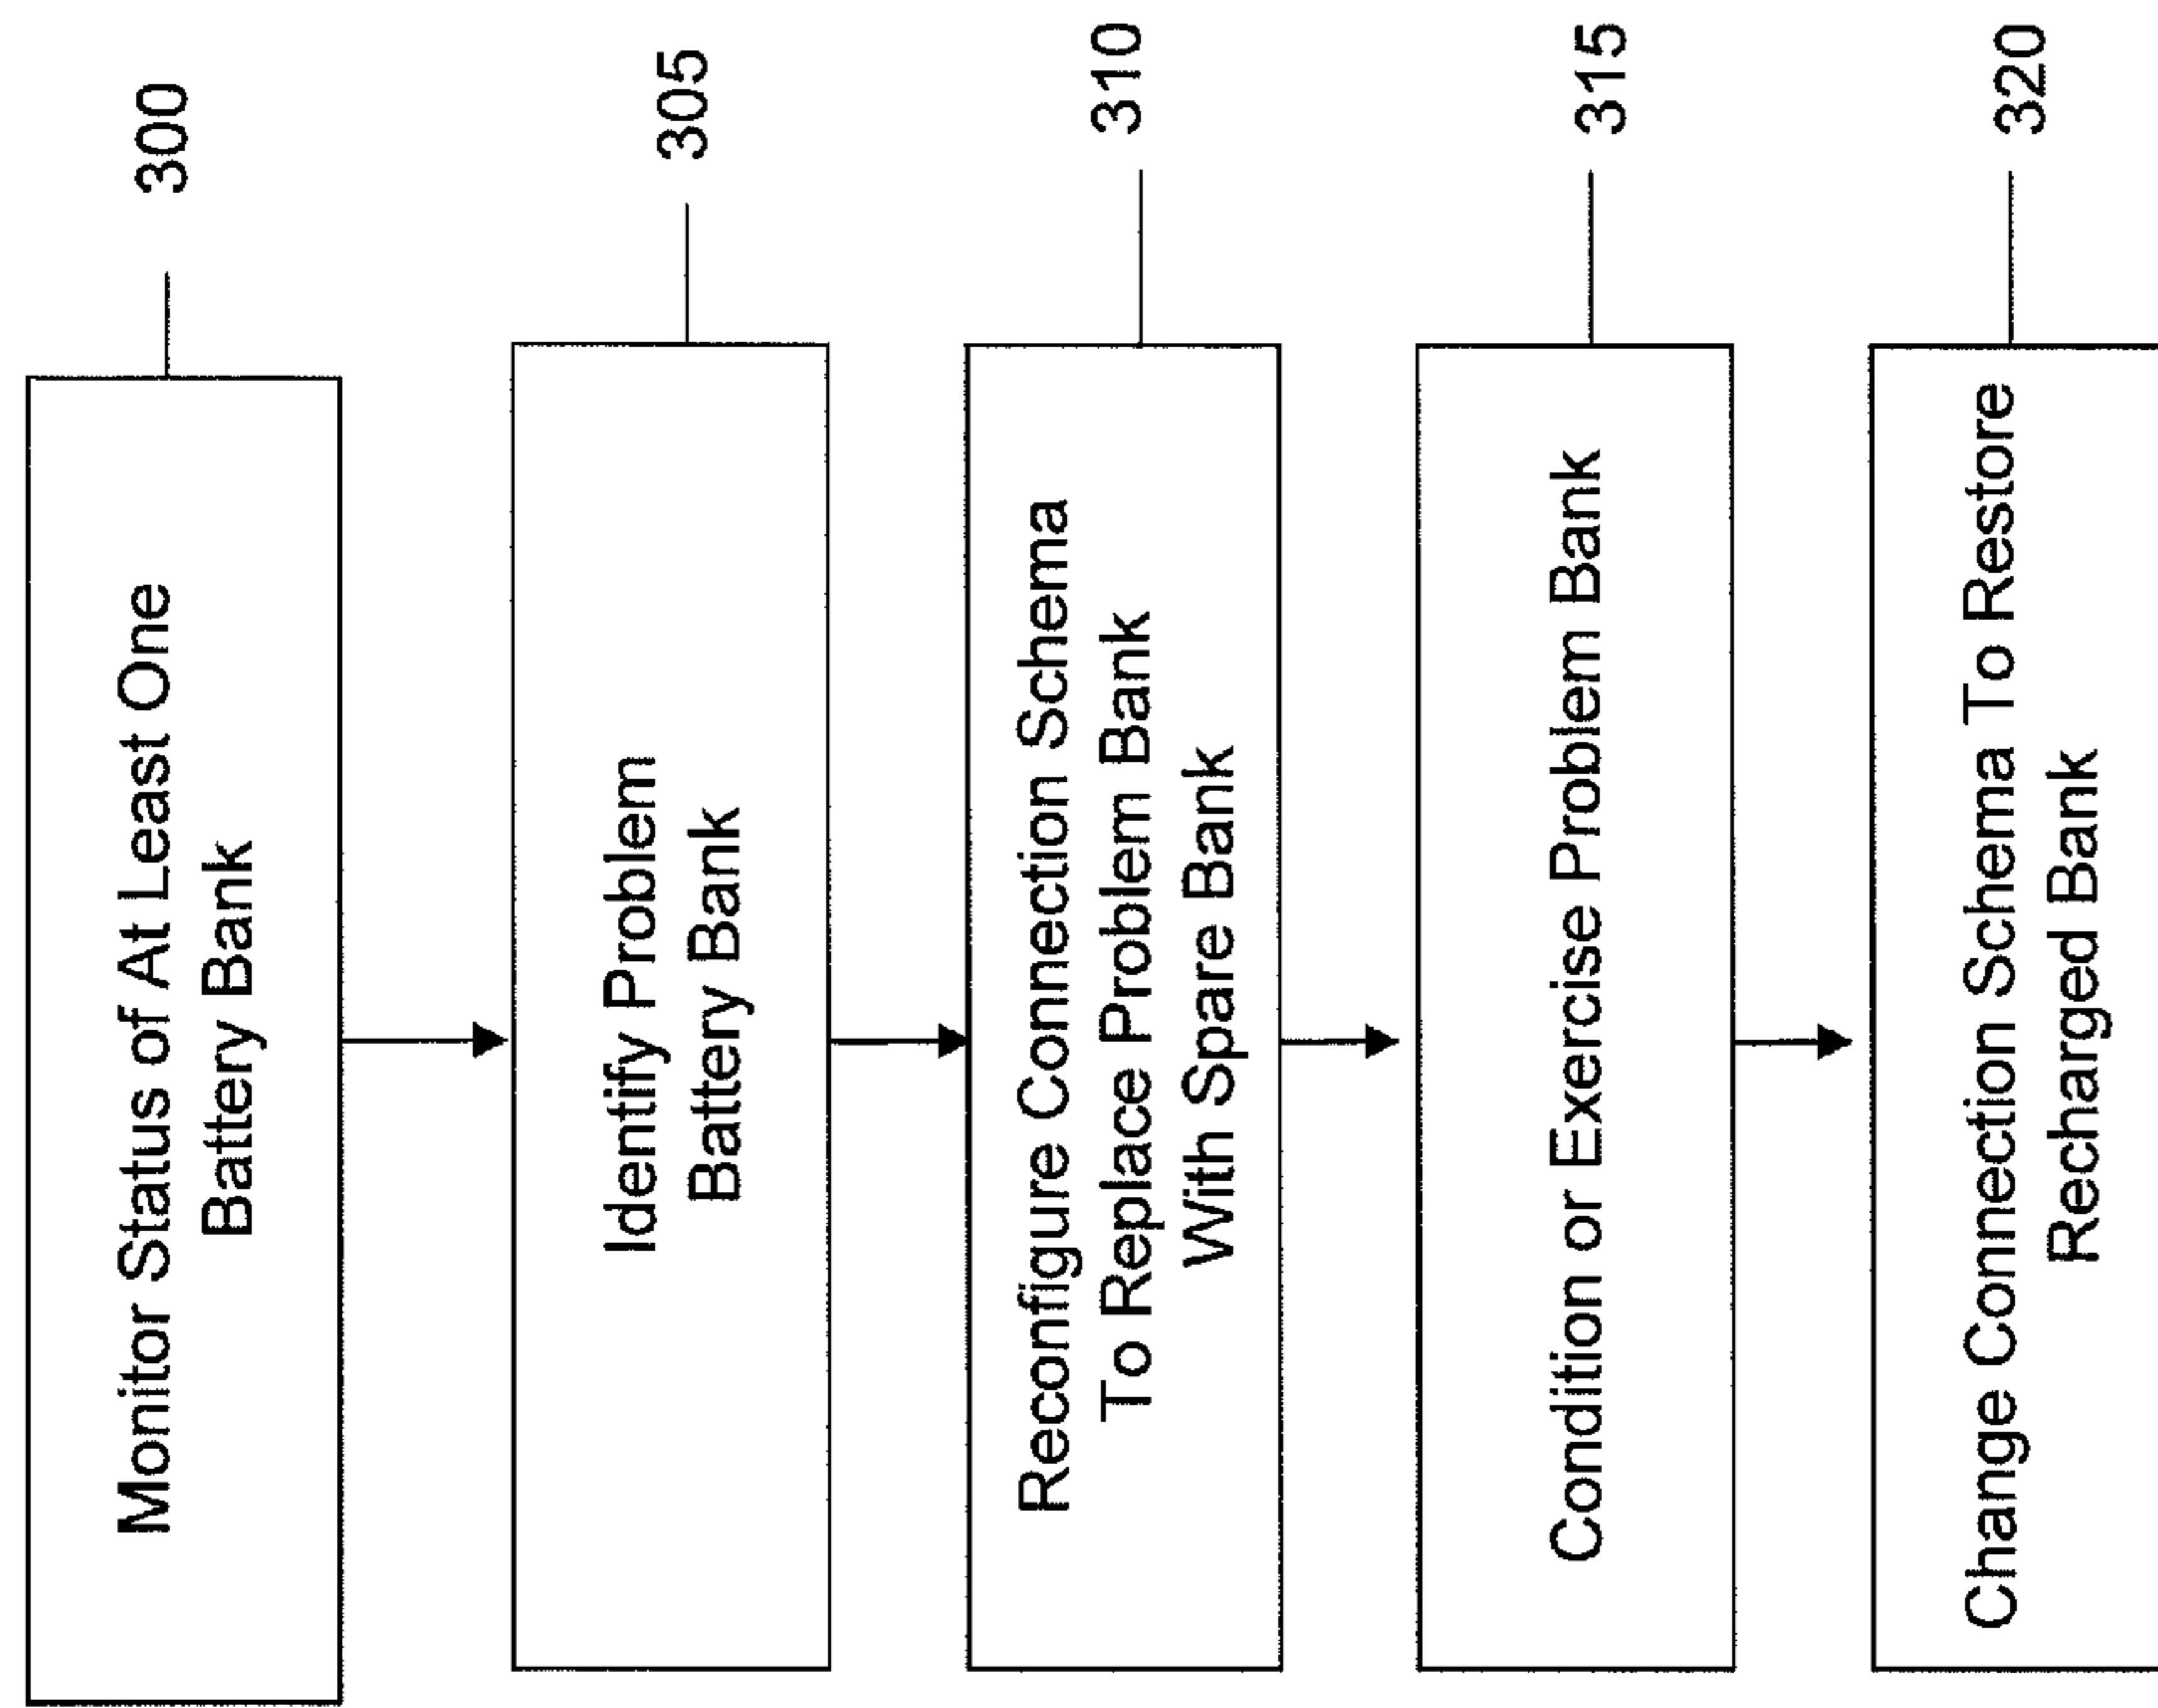 Monitor Status of At Least One
Battery Bank
300
Identify Problem
Battery Bank
305
Reconfigure Connection Schema
To Replace Problem Bank
With Spare Bank
310
Condition or Exercise Problem Bank
315
Change Connection Schema To Restore
Recharged Bank
320